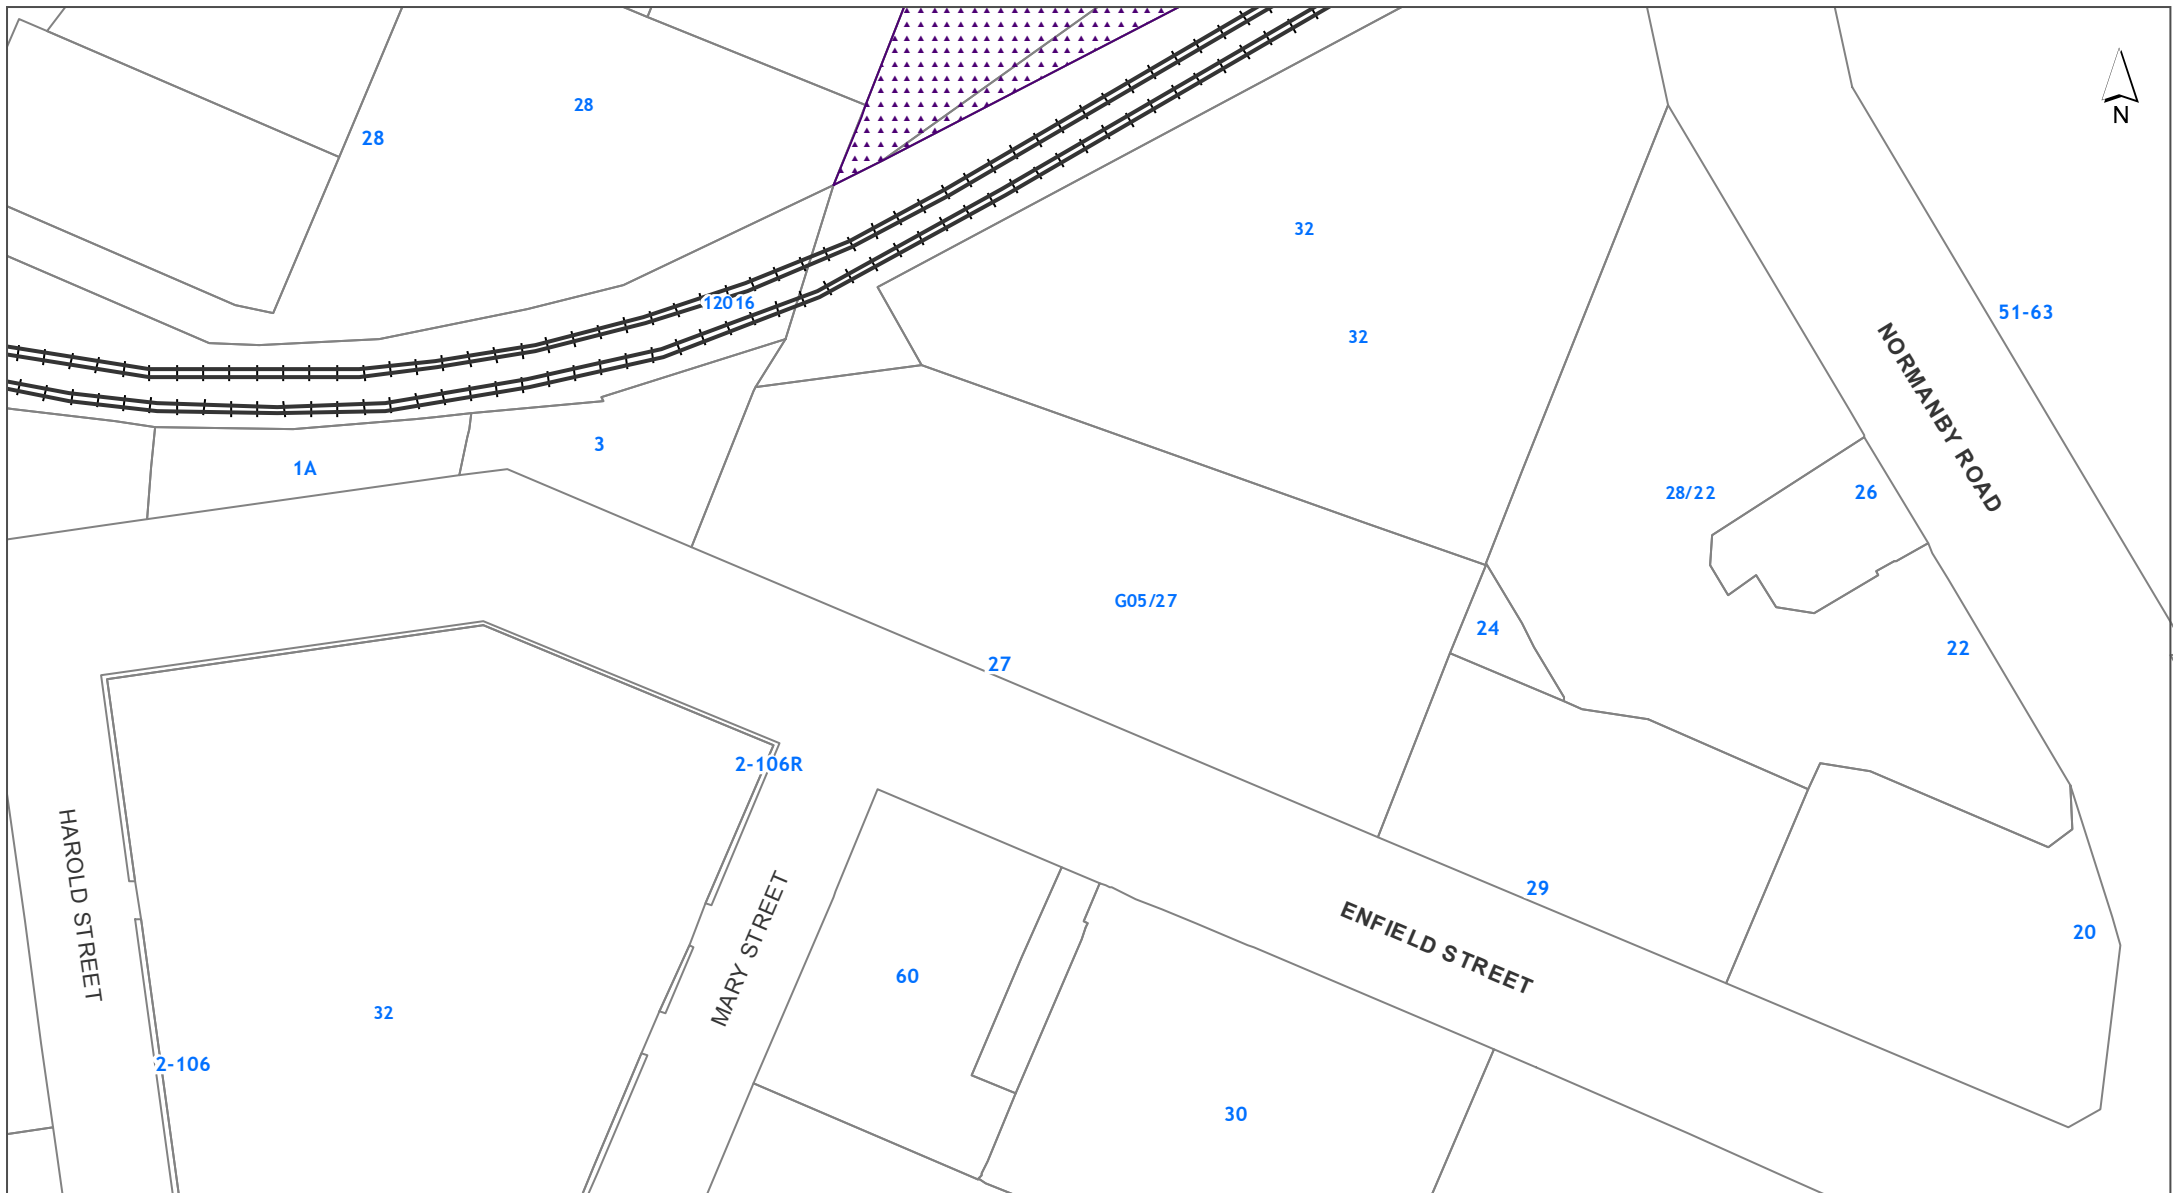 28
28
N
32
12016
51-63
32
NORMANBY ROAD
3
1A
28/22
26
G05/27
24
22
27
2-106R
HAROLD STREET
MARY STREET
29
ENFIELD STREET
20
60
32
2-106
30